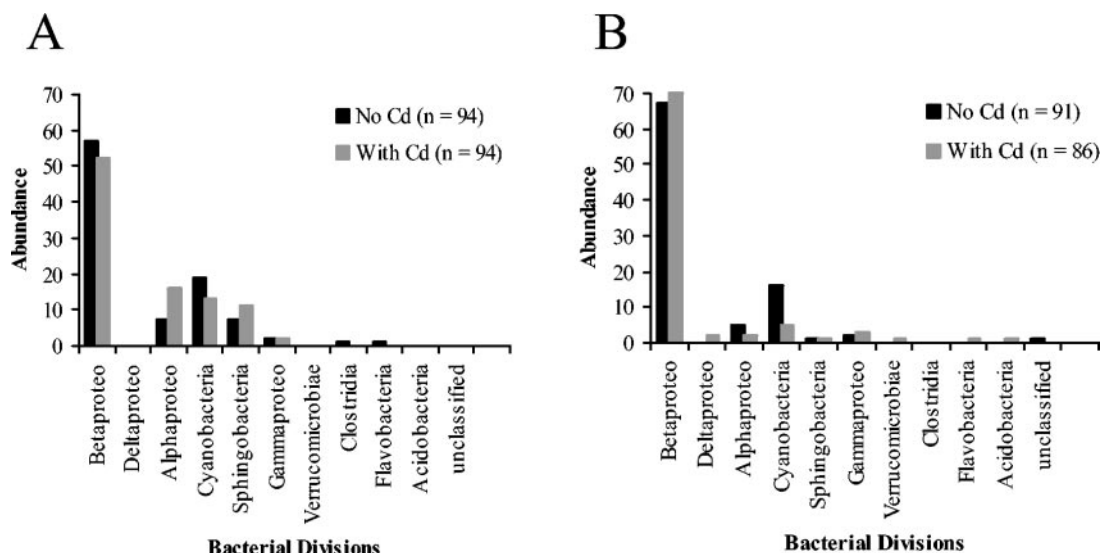 A
70
60
50
40
30
20
10
0
Abundance
No Cd (n = 94)
With Cd (n = 94)
Betaproteo
Deltaproteo
Alphaproteo
Cyanobacteria
Sphingobacteria
Gammaproteo
Verrucomicrobiae
Clostridia
Flavobacteria
Acidobacteria
unclassified
Bacterial Divisions
B
70
60
50
40
30
20
10
0
Abundance
No Cd (n = 91)
With Cd (n = 86)
Betaproteo
Deltaproteo
Alphaproteo
Cyanobacteria
Sphingobacteria
Gammaproteo
Verrucomicrobiae
Clostridia
Flavobacteria
Acidobacteria
unclassified
Bacterial Divisions